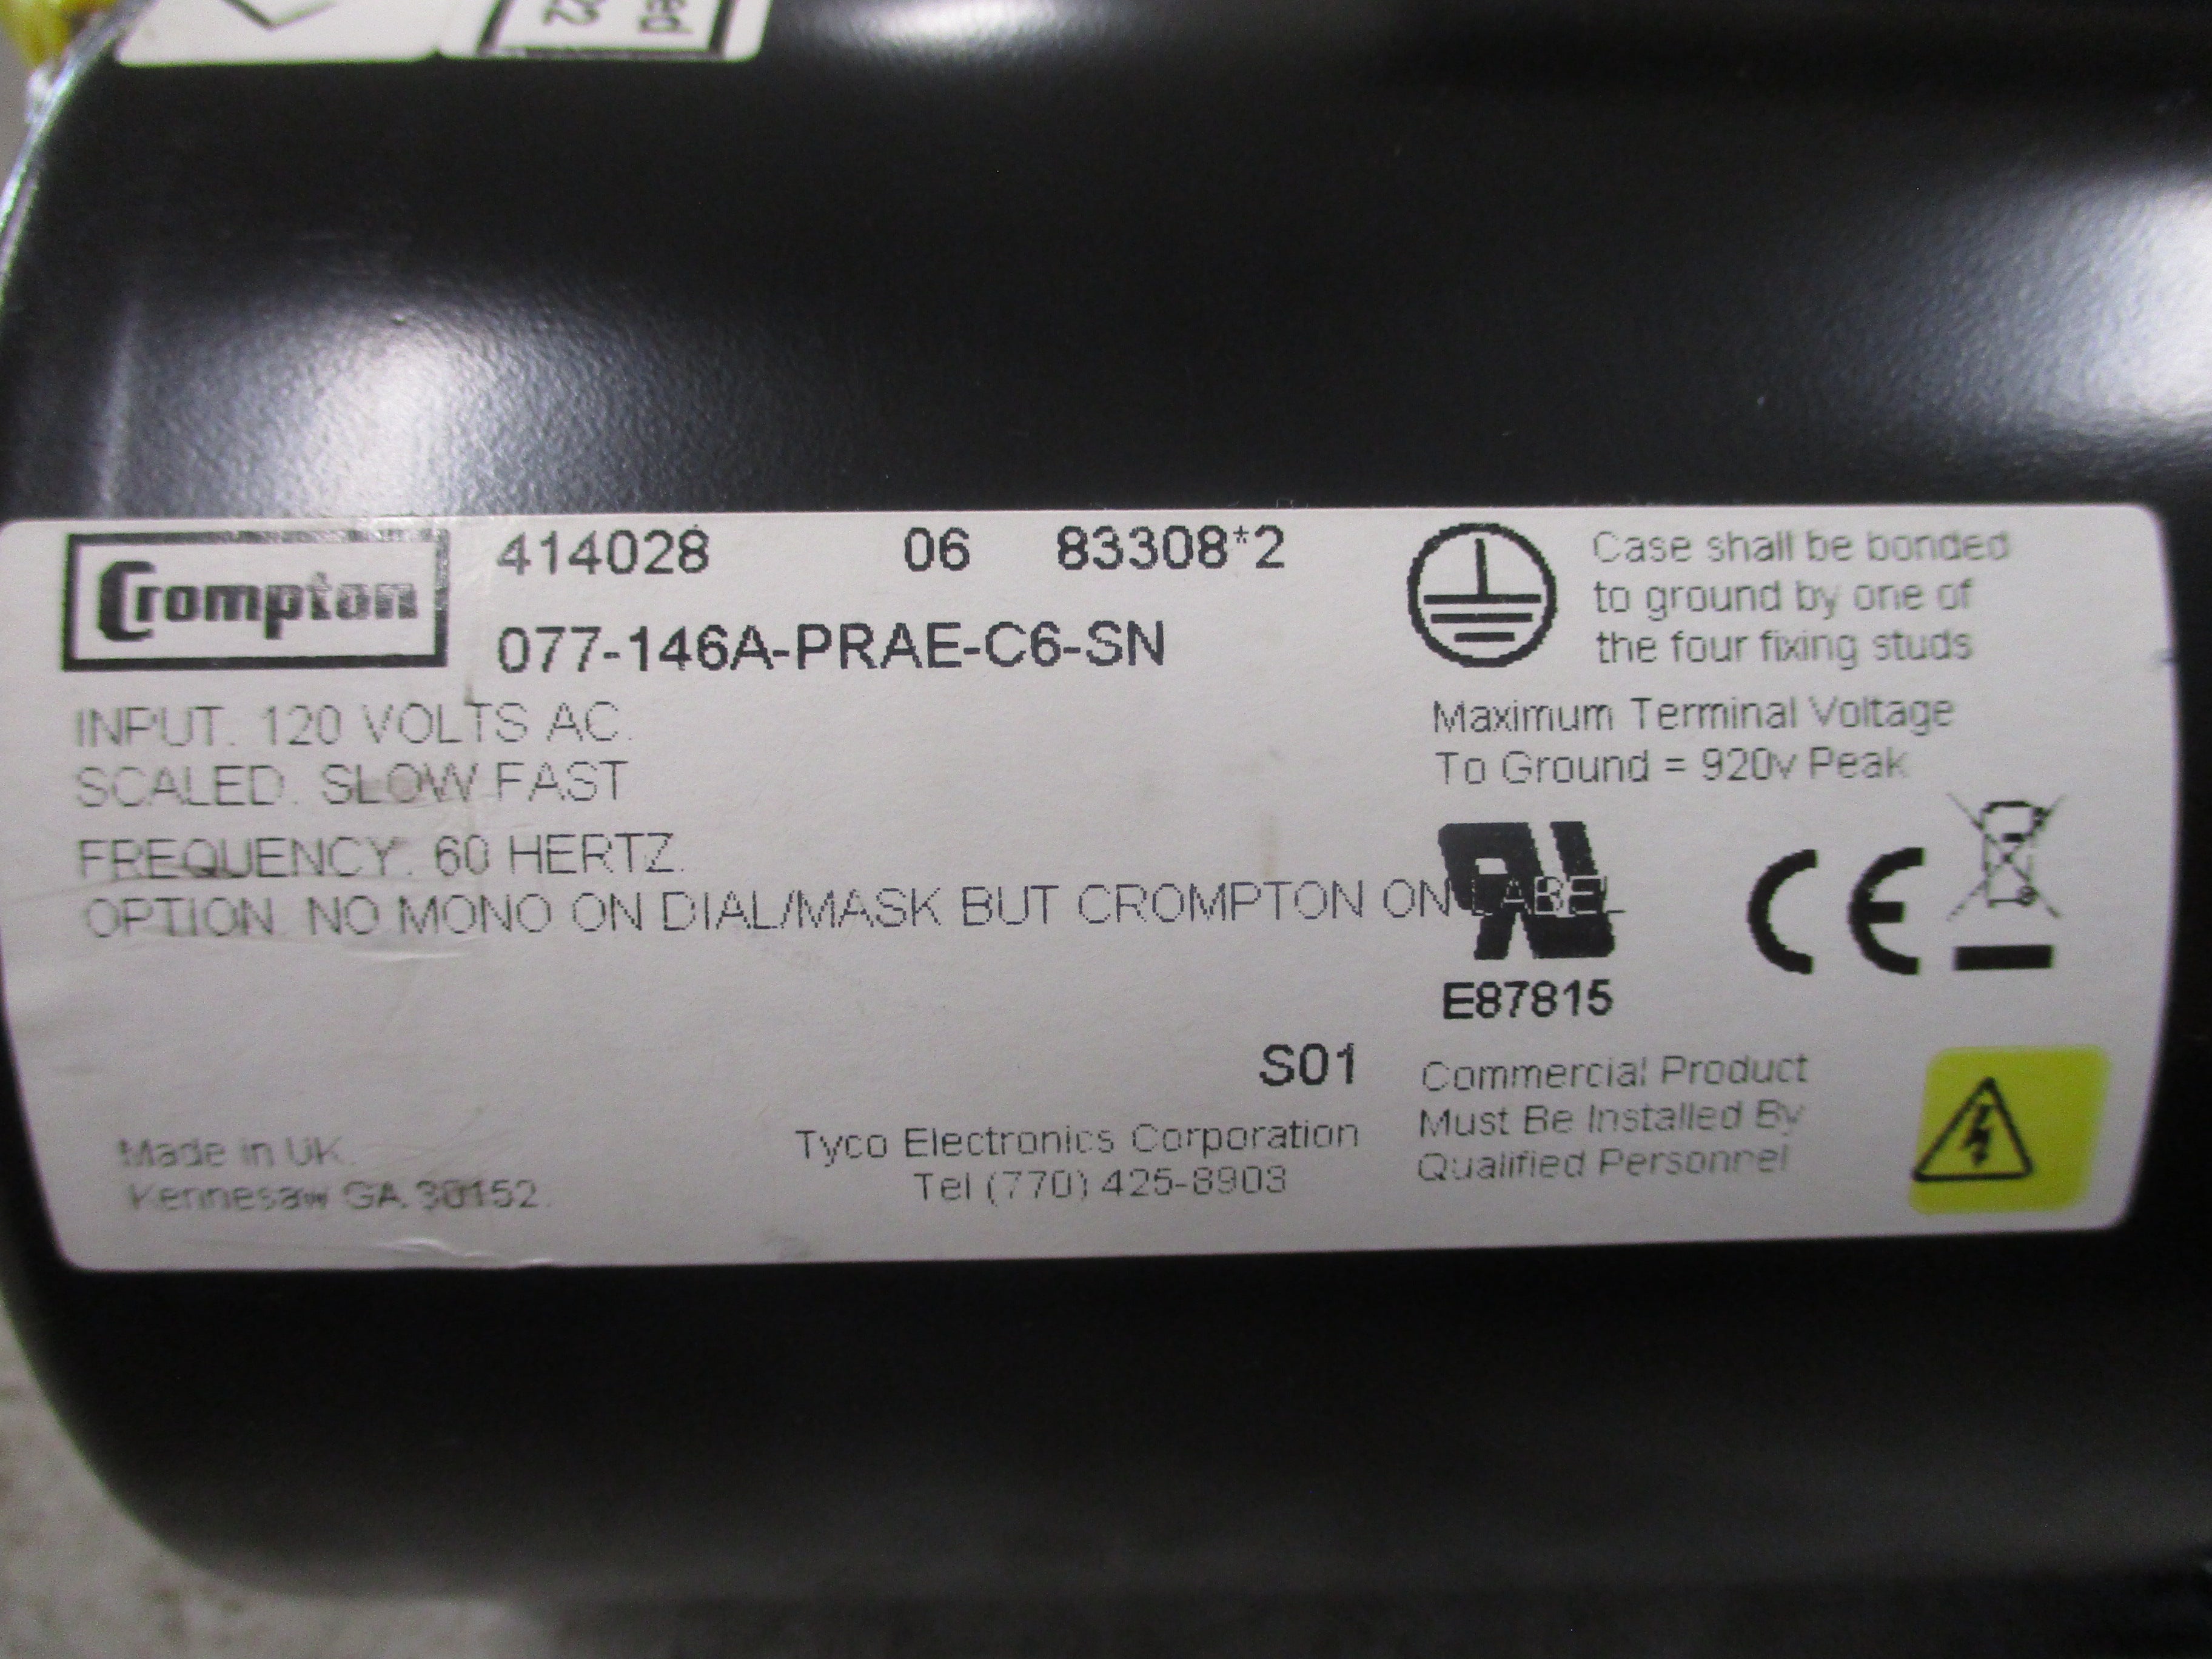 ed
02
Crompton
414028 06 83308*2
077-146A-PRAE-C6-SN
INPUT. 120 VOLTS AC.
SCALED. SLOW FAST
FREQUENCY. 60 HERTZ.
OPTION. NO MONO ON DIAL/MASK BUT CROMPTON ON LABEL
Made in UK.
Kennesaw GA.30152.
S01
Tyco Electronics Corporation
Tel (770) 425-8903
Case shall be bonded
to ground by one of
the four fixing studs
Maximum Terminal Voltage
To Ground = 920v Peak
E87815
CE
Commercial Product
Must Be Installed By
Qualified Personnel